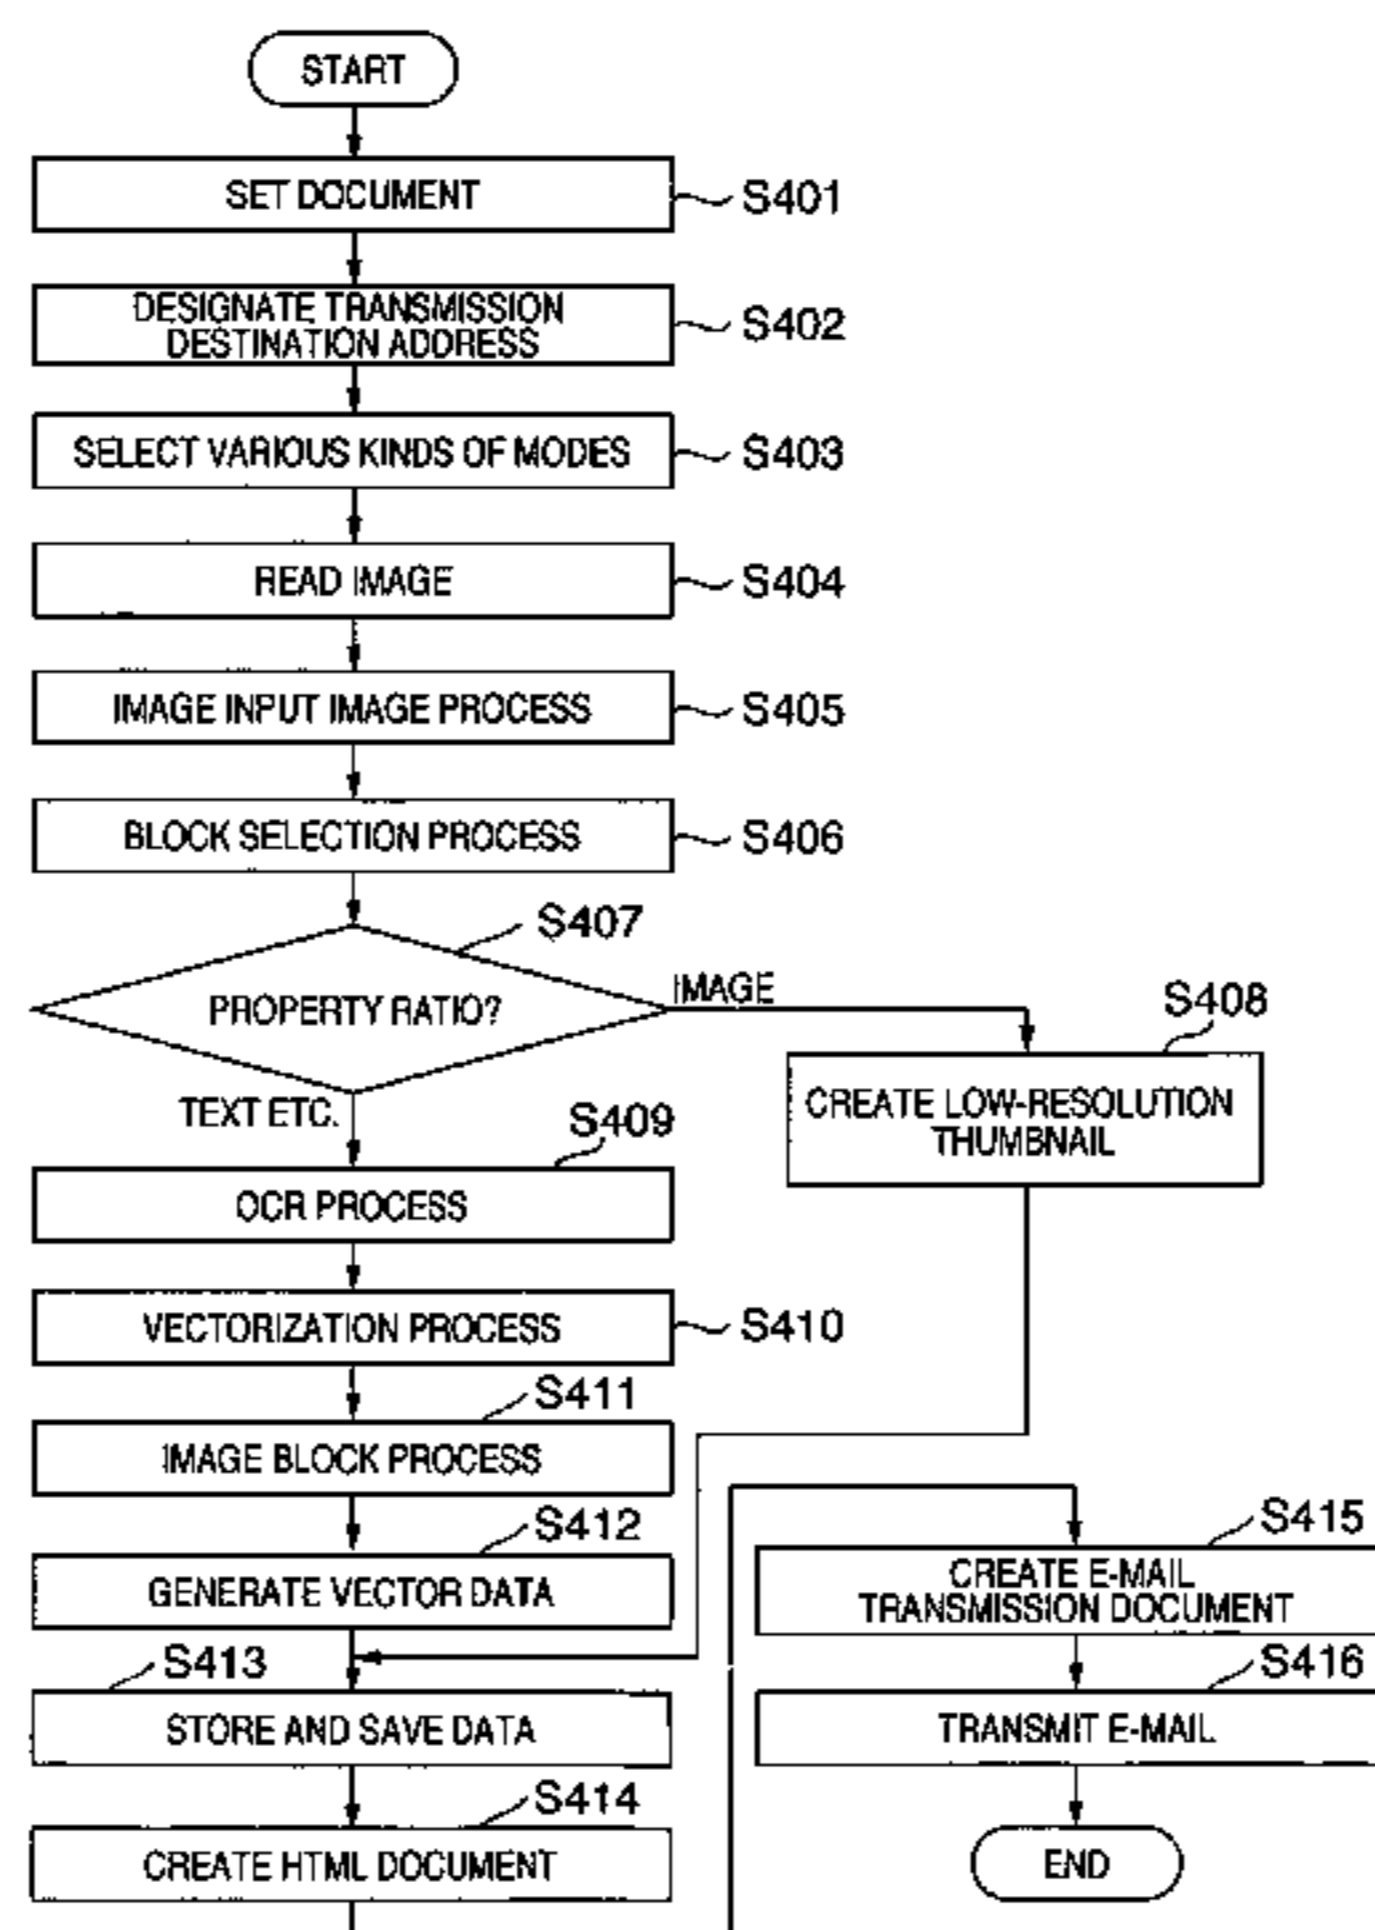 START
SET DOCUMENT
S401
DESIGNATE TRANSMISSION
DESTINATION ADDRESS
S402
SELECT VARIOUS KINDS OF MODES
S403
READ IMAGE
S404
IMAGE INPUT IMAGE PROCESS
S405
BLOCK SELECTION PROCESS
S406
S407
PROPERTY RATIO?
IMAGE
S408
CREATE LOW-RESOLUTION
THUMBNAIL
TEXT ETC.
S409
OCR PROCESS
VECTORIZATION PROCESS
S410
S411
IMAGE BLOCK PROCESS
S412
GENERATE VECTOR DATA
S413
STORE AND SAVE DATA
S414
CREATE HTML DOCUMENT
S415
CREATE E-MAIL
TRANSMISSION DOCUMENT
S416
TRANSMIT E-MAIL
END